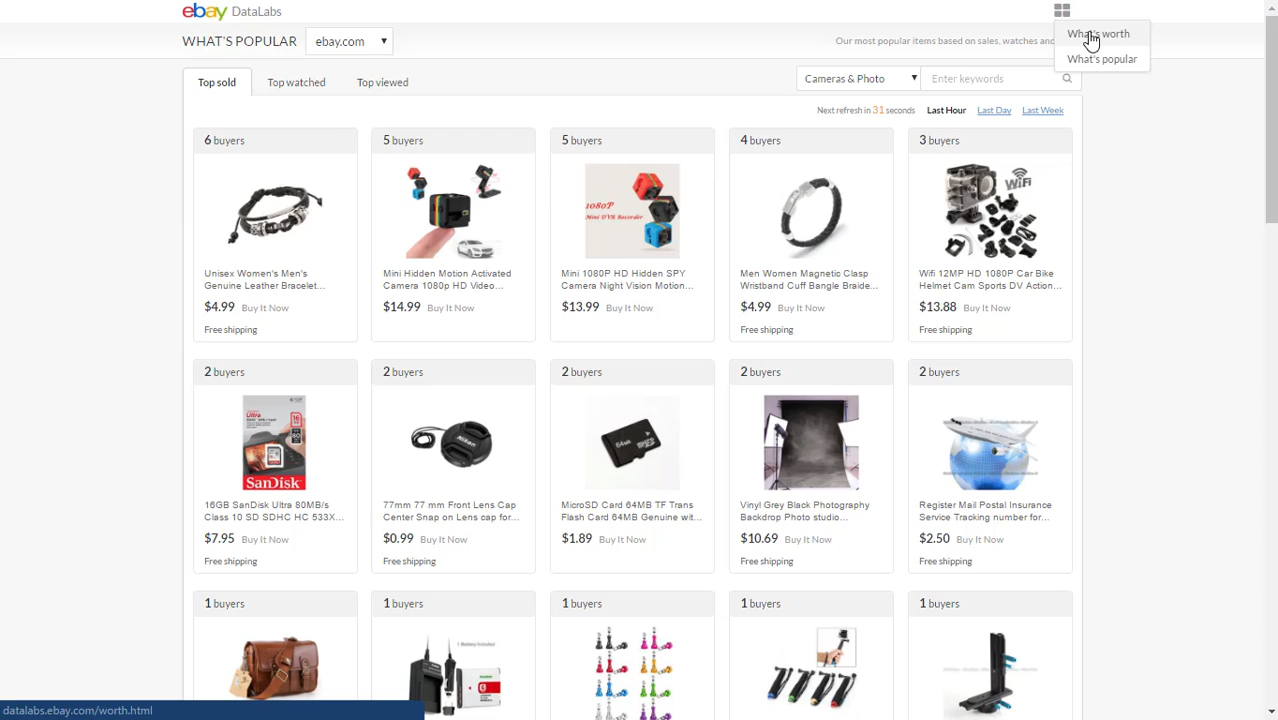 ebay DataLabs
WHAT'S POPULAR
ebay.com
Our most popular items based on sales, watches and
What's worth
What's popular
Top sold
Top watched
Top viewed
Cameras & Photo
Enter keywords
Next refresh in 31 seconds
Last Hour
Last Day
Last Week
6 buyers
5 buyers
5 buyers
4 buyers
3 buyers
1080P
Mini DVR Recorder
WiFi
Unisex Women's Men's
Genuine Leather Bracelet...
Mini Hidden Motion Activated
Camera 1080p HD Video...
Mini 1080P HD Hidden SPY
Camera Night Vision Motion...
Men Women Magnetic Clasp
Wristband Cuff Bangle Braide...
Wifi 12MP HD 1080P Car Bike
Helmet Cam Sports DV Action...
$4.99 Buy It Now
$14.99 Buy It Now
$13.99 Buy It Now
$4.99 Buy It Now
$13.88 Buy It Now
Free shipping
Free shipping
Free shipping
2 buyers
2 buyers
2 buyers
2 buyers
2 buyers
Ultra
16
80
SanDisk
64MB
16GB SanDisk Ultra 80MB/s
Class 10 SD SDHC HC 533X...
77mm 77 mm Front Lens Cap
Center Snap on Lens cap for...
MicroSD Card 64MB TF Trans
Flash Card 64MB Genuine wit...
Vinyl Grey Black Photography
Backdrop Photo studio...
Register Mail Postal Insurance
Service Tracking number for...
$7.95 Buy It Now
$0.99 Buy It Now
$1.89 Buy It Now
$10.69 Buy It Now
$2.50 Buy It Now
Free shipping
Free shipping
Free shipping
Free shipping
1 buyers
1 buyers
1 buyers
1 buyers
1 buyers
1 Battery Included
datalabs.ebay.com/worth.html